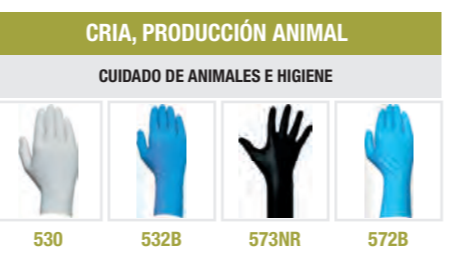 CRIA, PRODUCCIÓN ANIMAL
CUIDADO DE ANIMALES E HIGIENE
530 532B 573NR 572B